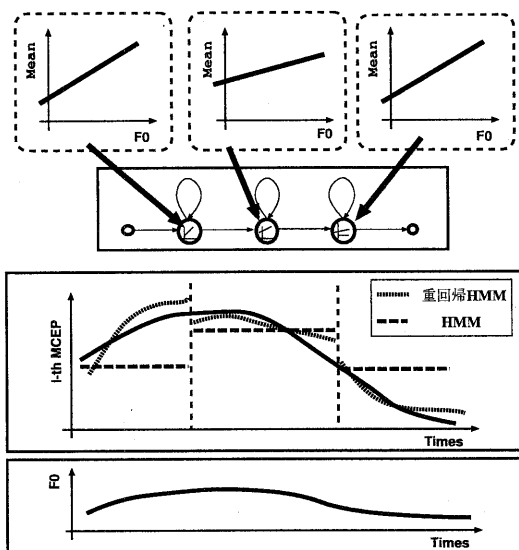 Mean
F0
Mean
F0
Mean
F0
I-th MCEP
重回帰HMM
HMM
Times
F0
Times